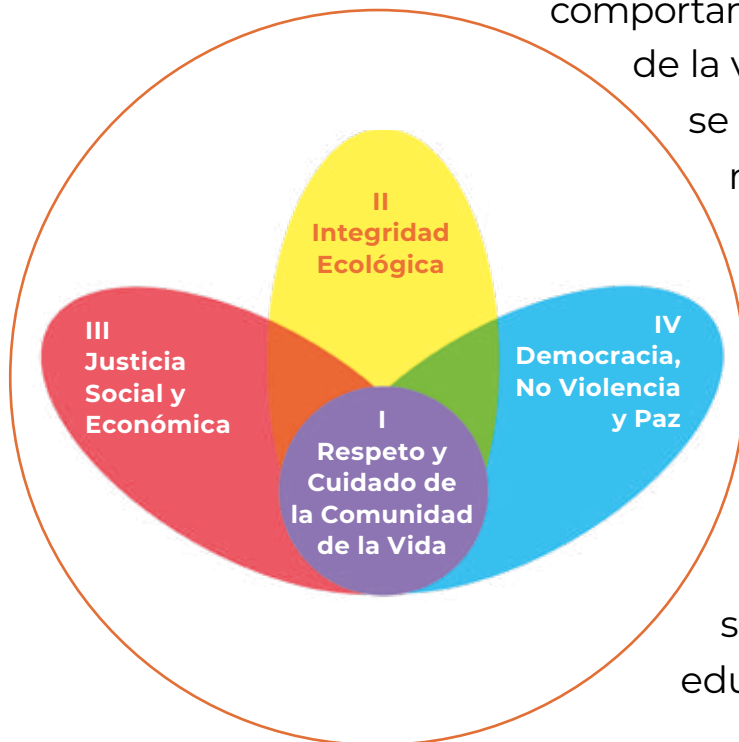 comportar
de la v
se
II
Integridad
Ecológica
III
Justicia
Social y
Económica
IV
Democracia,
No Violencia
y Paz
I
Respeto y
Cuidado de
la Comunidad
de la Vida
s
edu